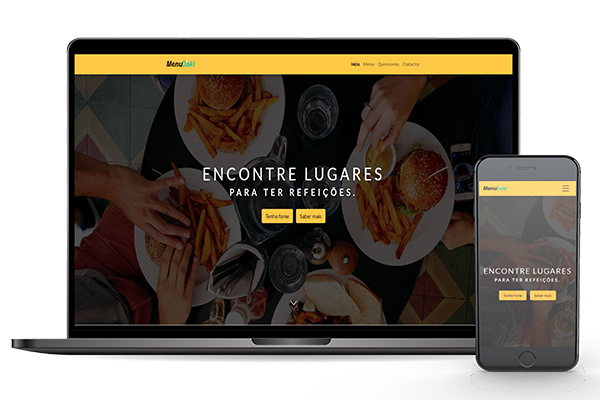 MenuDaki
Início Menus Quem somos Contactos
ENCONTRE LUGARES
PARA TER REFEIÇÕES.
Tenho fome Saber mais
MenuDaki
ENCONTRE LUGARES
PARA TER REFEIÇÕES.
Tenho fome Saber mais